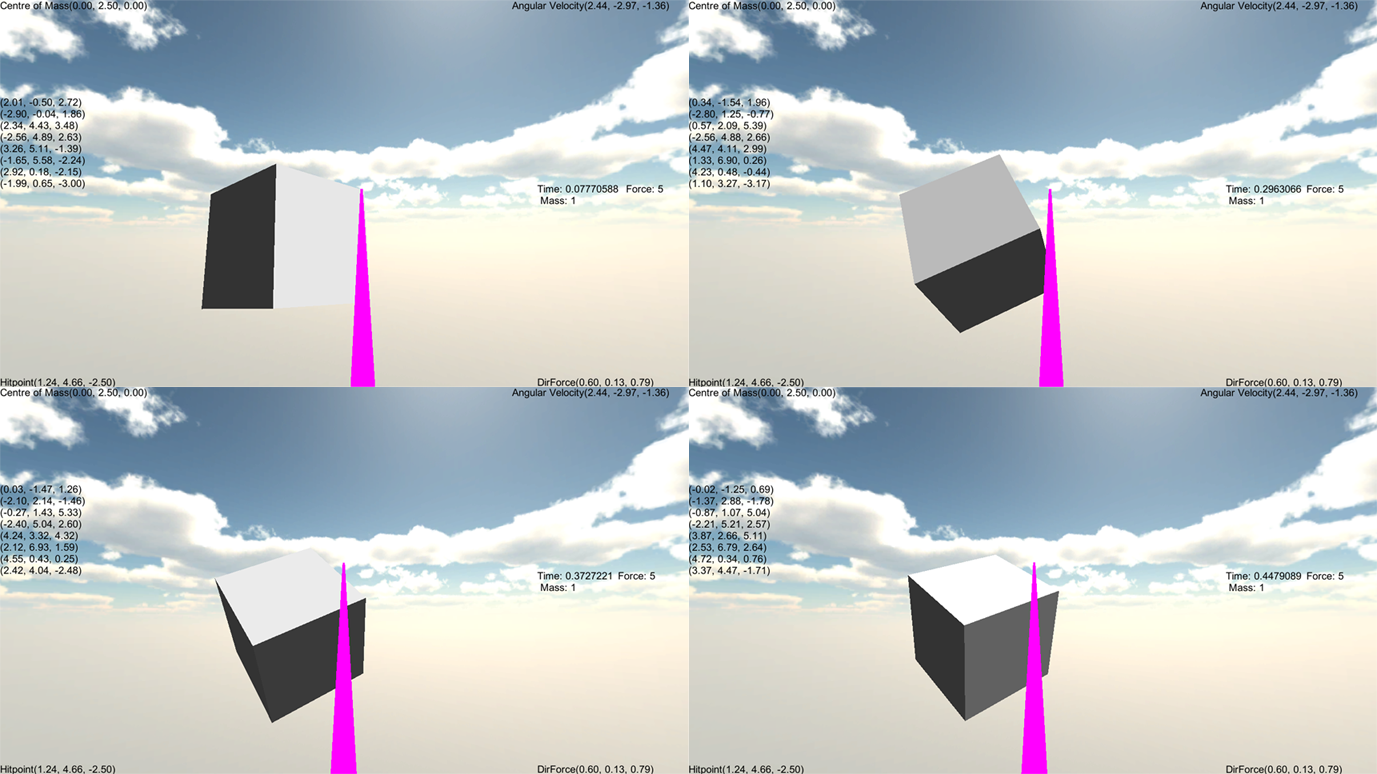 Centre of Mass(0.00, 2.50, 0.00)
Angular Velocity(2.44, -2.97, -1.36)
(2.01, -0.50, 2.72)
(-2.90, -0.04, 1.86)
(2.34, 4.43, 3.48)
(-2.56, 4.89, 2.63)
(3.26, 5.11, -1.39)
(-1.65, 5.58, -2.24)
(2.92, 0.18, -2.15)
(-1.99, 0.65, -3.00)
Time: 0.07770588 Force: 5
Mass: 1
Hitpoint(1.24, 4.66, -2.50)
DirForce(0.60, 0.13, 0.79)
Centre of Mass(0.00, 2.50, 0.00)
Angular Velocity(2.44, -2.97, -1.36)
(0.34, -1.54, 1.96)
(-2.80, 1.25, -0.77)
(0.57, 2.09, 5.39)
(-2.56, 4.88, 2.66)
(4.47, 4.11, 2.99)
(1.33, 6.90, 0.26)
(4.23, 0.48, -0.44)
(1.10, 3.27, -3.17)
Time: 0.2963066 Force: 5
Mass: 1
Hitpoint(1.24, 4.66, -2.50)
DirForce(0.60, 0.13, 0.79)
Centre of Mass(0.00, 2.50, 0.00)
Angular Velocity(2.44, -2.97, -1.36)
(0.03, -1.47, 1.26)
(-2.10, 2.14, -1.46)
(-0.27, 1.43, 5.33)
(-2.40, 5.04, 2.60)
(4.24, 3.32, 4.32)
(2.12, 6.93, 1.59)
(4.55, 0.43, 0.25)
(2.42, 4.04, -2.48)
Time: 0.3727221 Force: 5
Mass: 1
Hitpoint(1.24, 4.66, -2.50)
DirForce(0.60, 0.13, 0.79)
Centre of Mass(0.00, 2.50, 0.00)
Angular Velocity(2.44, -2.97, -1.36)
(-0.02, -1.25, 0.69)
(-1.37, 2.88, -1.78)
(-0.87, 1.07, 5.04)
(-2.21, 5.21, 2.57)
(3.87, 2.66, 5.11)
(2.53, 6.79, 2.64)
(4.72, 0.34, 0.76)
(3.37, 4.47, -1.71)
Time: 0.4479089 Force: 5
Mass: 1
Hitpoint(1.24, 4.66, -2.50)
DirForce(0.60, 0.13, 0.79)